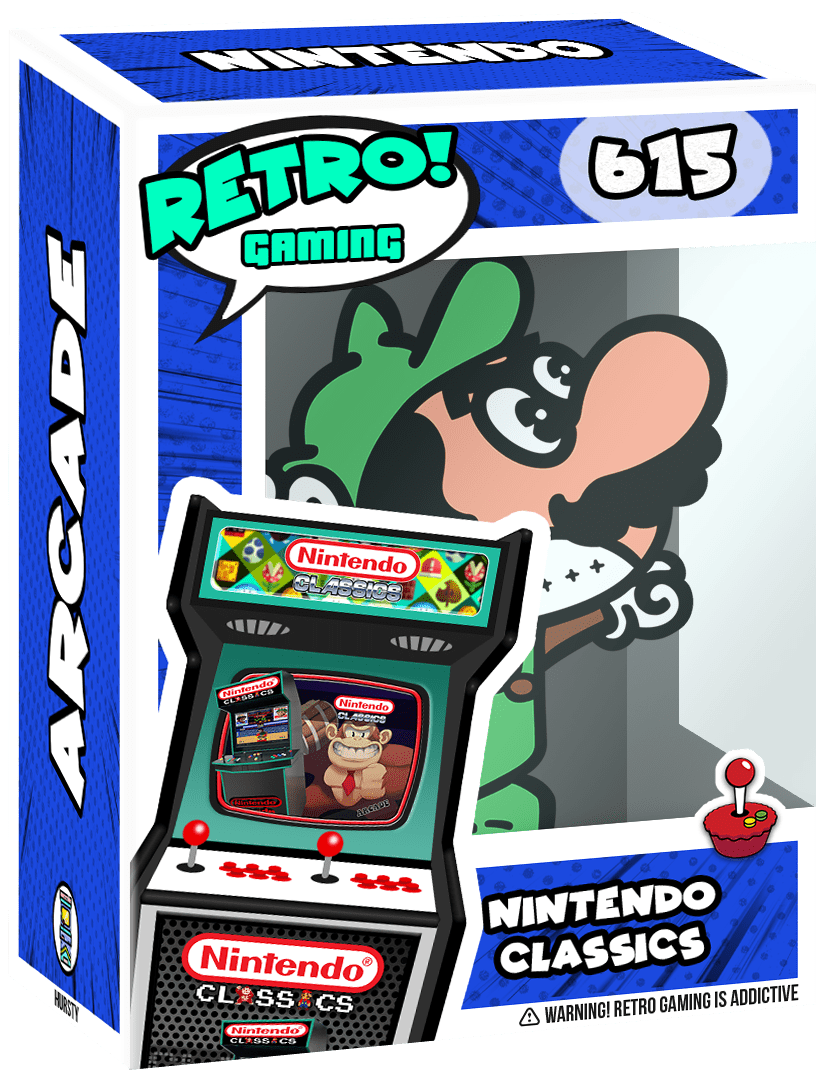 NINTENDO
RETRO!
GAMING
615
ARCADE
Nintendo
CLASSICS
Nintendo®
CLASSICS
Nintendo
CLASSICS
ARCADE
Nintendo
Nintendo®
CLASSICS
Nintendo®
CLASSICS
NINTENDO
CLASSICS
WARNING! RETRO GAMING IS ADDICTIVE
HURSTY